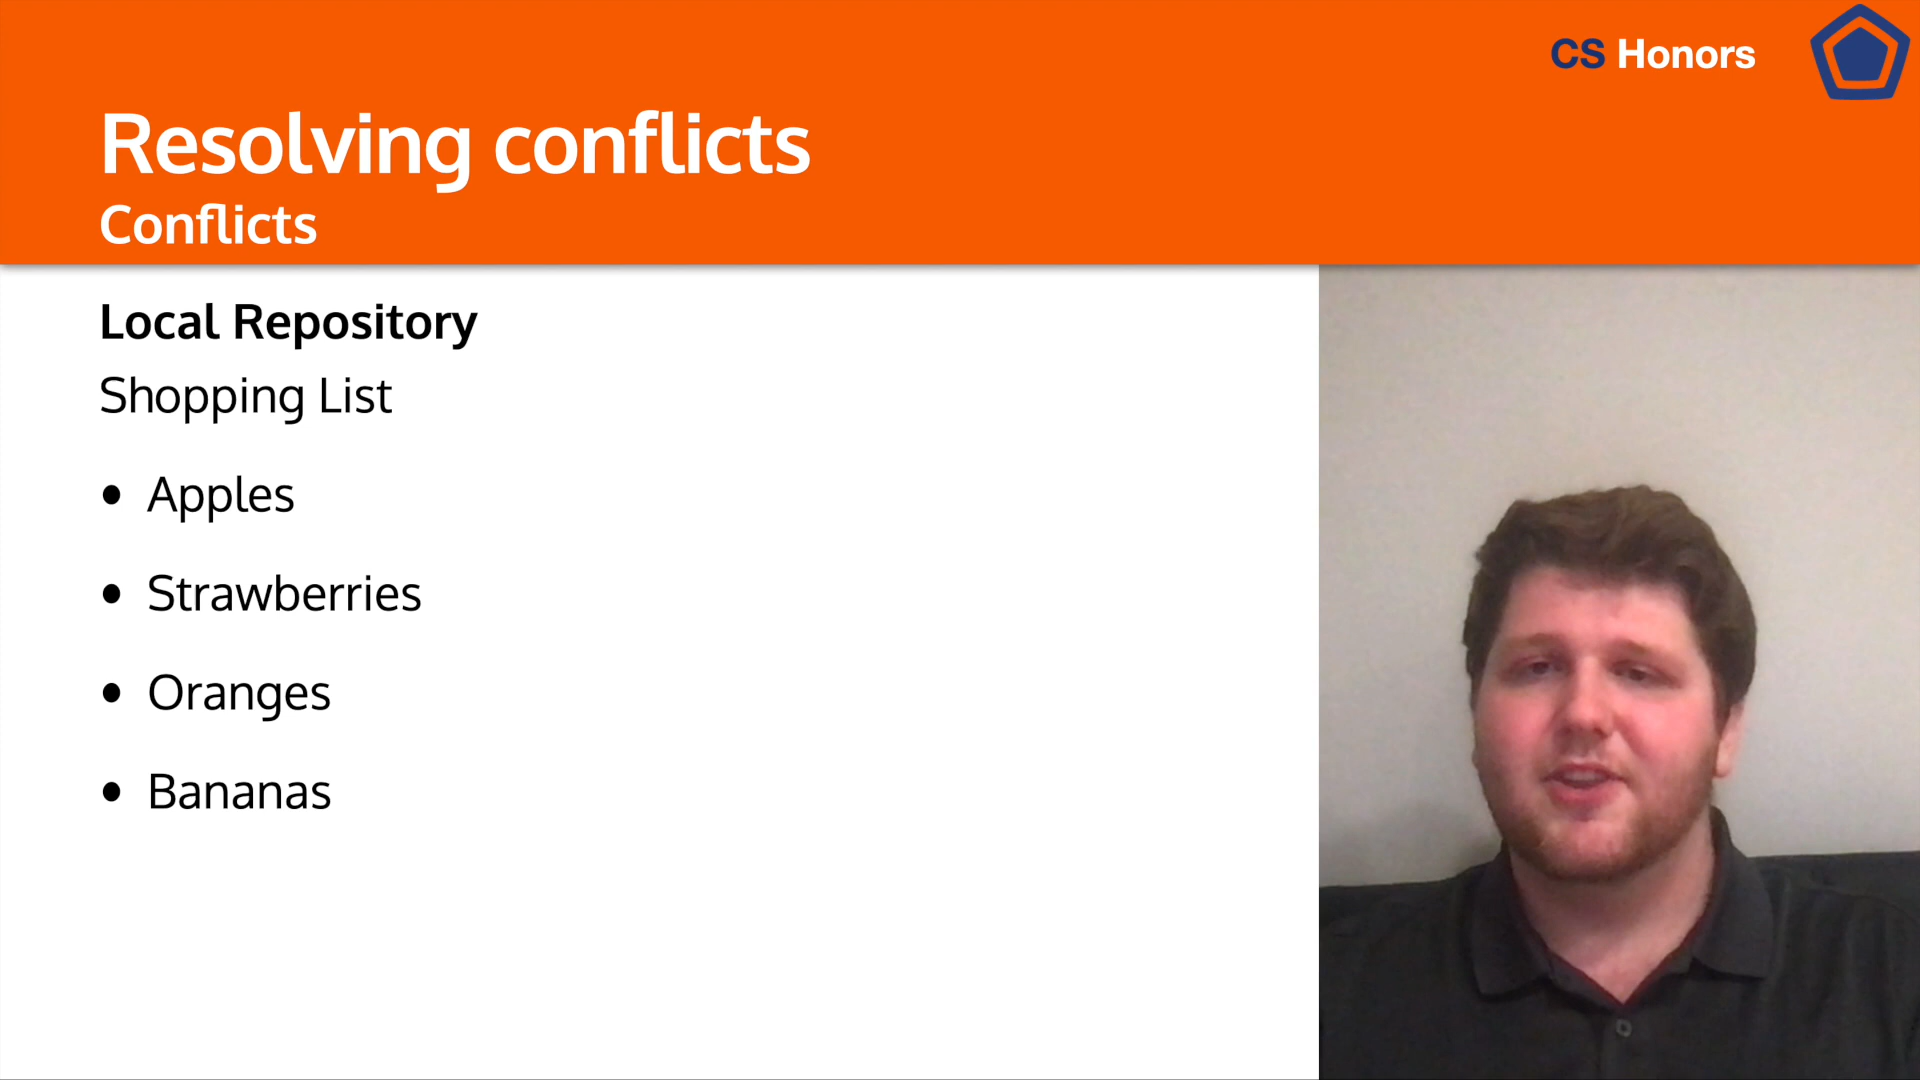 CS Honors
Resolving conflicts
Conflicts
Local Repository
Shopping List
• Apples
• Strawberries
• Oranges
• Bananas